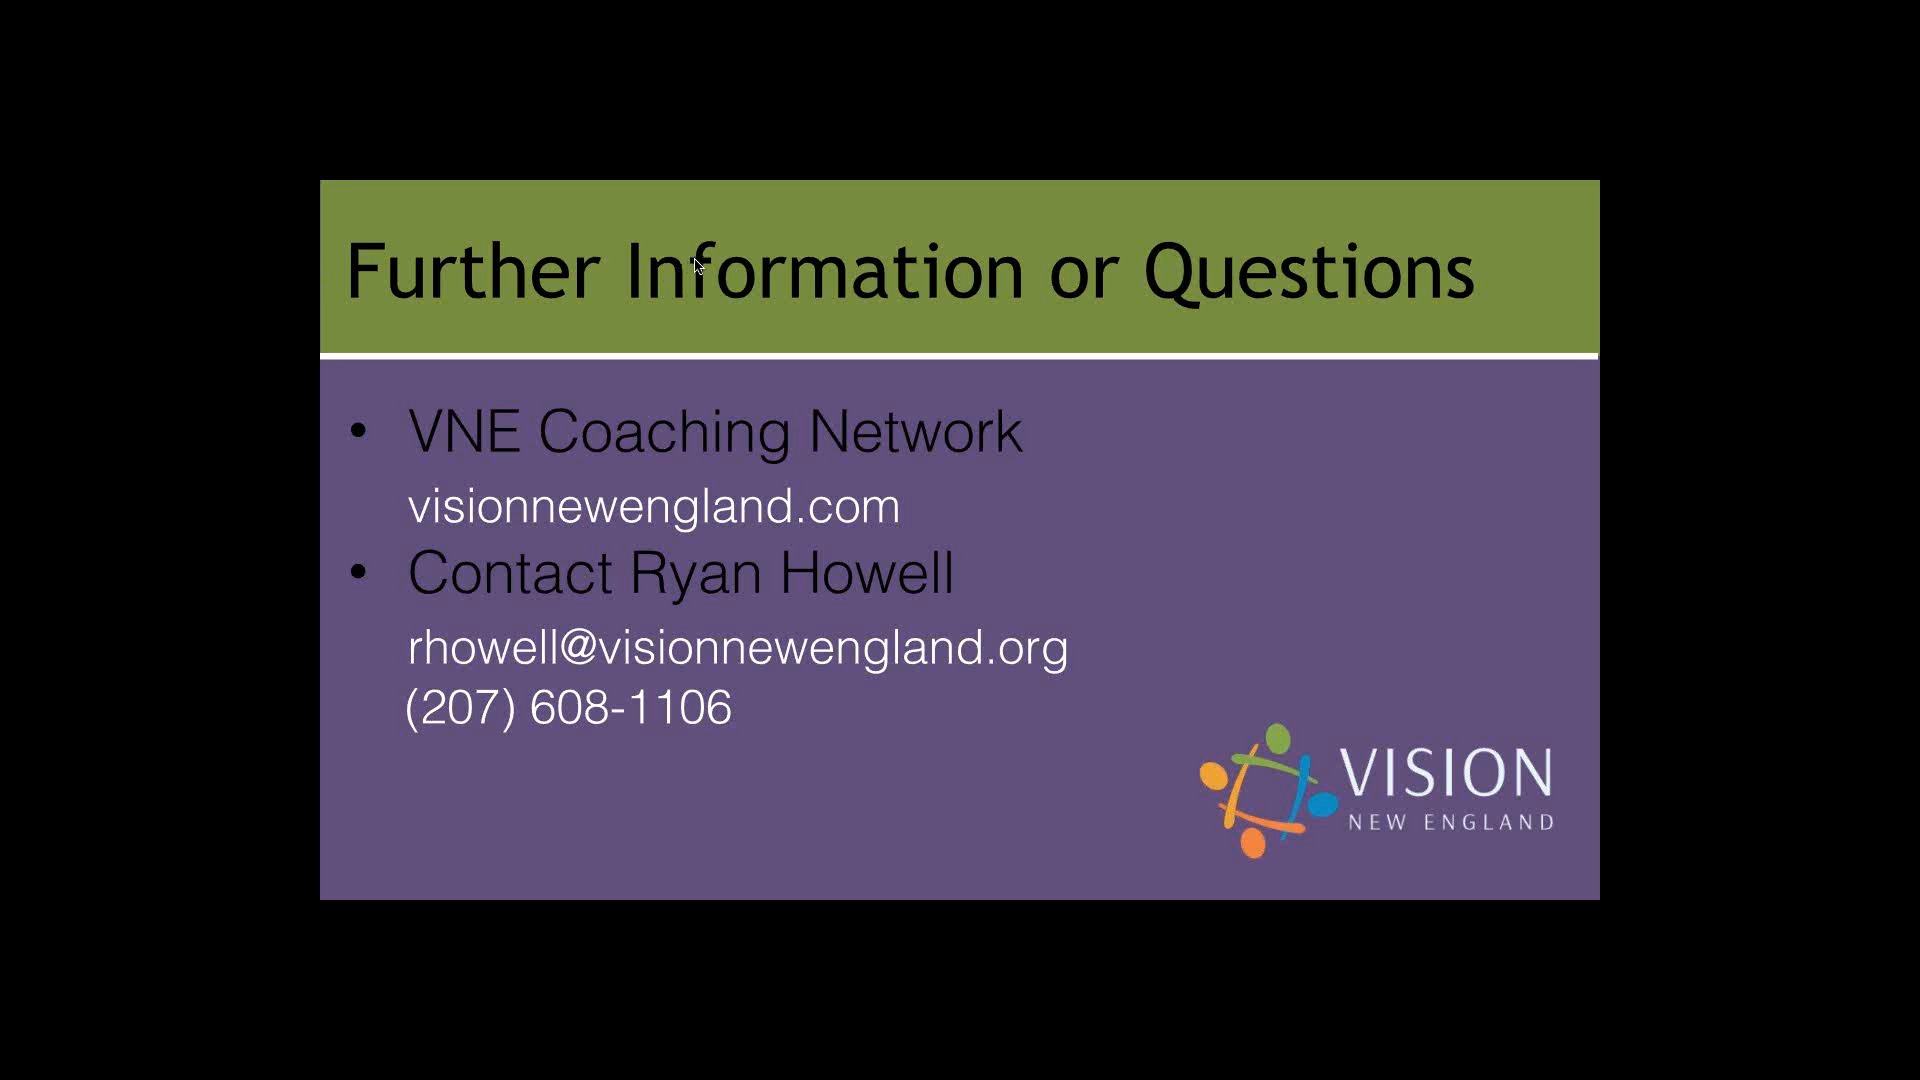 Further Information or Questions
• VNE Coaching Network
visionnewengland.com
• Contact Ryan Howell
rhowell@visionnewengland.org
(207) 608-1106
VISION
NEW ENGLAND